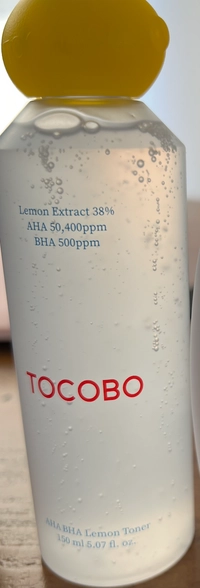 Lemon Extract 38%
AHA 50,400ppm
BHA 500ppm
TOCOBO
AHA BHA Lemon Toner
150 ml 5.07 fl. oz.